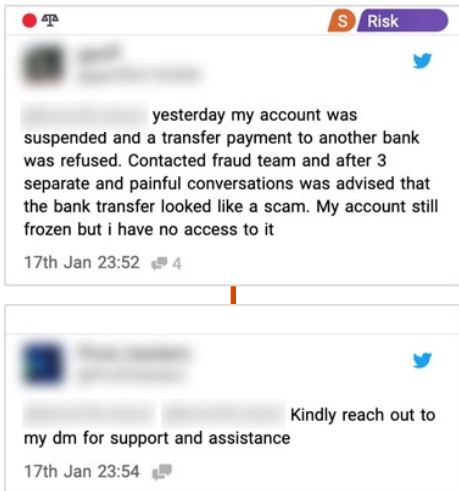 S Risk
yesterday my account was
suspended and a transfer payment to another bank
was refused. Contacted fraud team and after 3
separate and painful conversations was advised that
the bank transfer looked like a scam. My account still
frozen but i have no access to it
17th Jan 23:52 4
Kindly reach out to
my dm for support and assistance
17th Jan 23:54